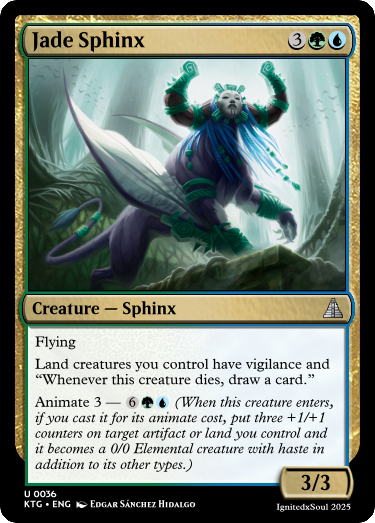 Jade Sphinx 3
Creature — Sphinx
Flying
Land creatures you control have vigilance and
“Whenever this creature dies, draw a card.”
Animate 3 — 6 (When this creature enters,
if you cast it for its animate cost, put three +1/+1
counters on target artifact or land you control and
it becomes a 0/0 Elemental creature with haste in
addition to its other types.)
3/3
U 0036
KTG • ENG Edgar Sánchez Hidalgo
IgnitedxSoul 2025